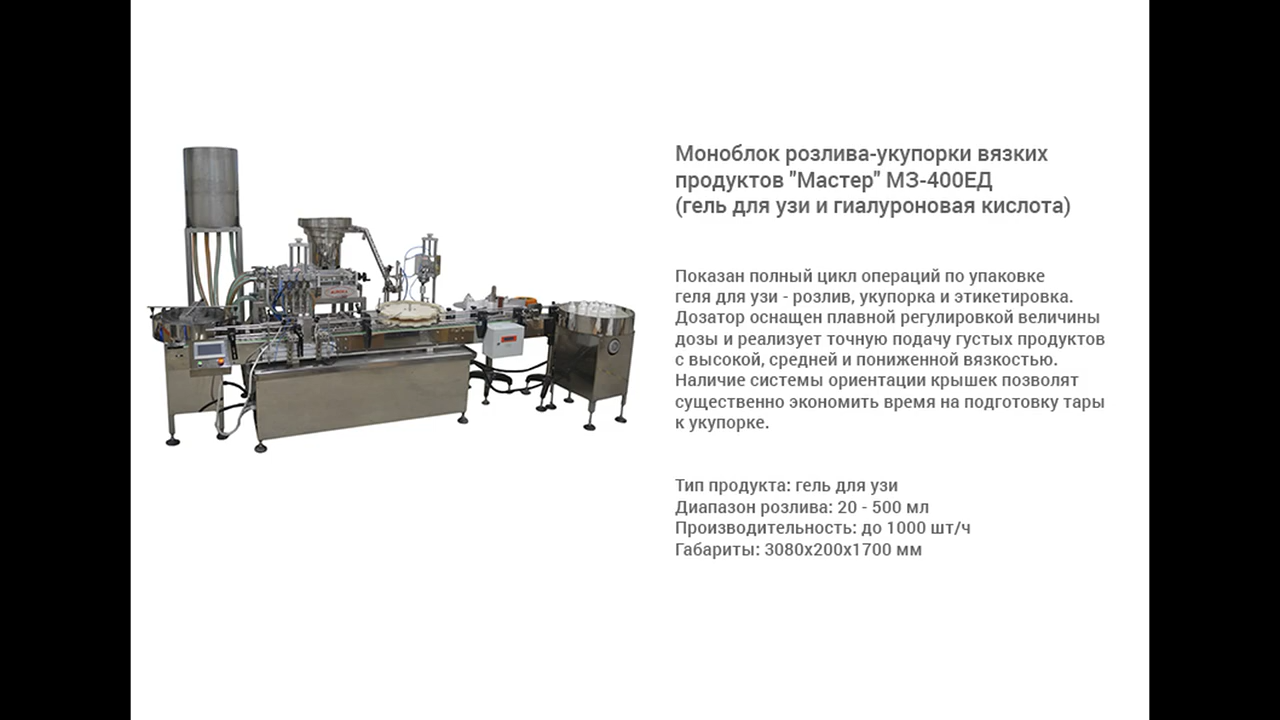 Моноблок розлива-укупорки вязких
продуктов "Мастер" МЗ-400ЕД
(гель для узи и гиалуроновая кислота)
Показан полный цикл операций по упаковке
геля для узи - розлив, укупорка и этикетировка.
Дозатор оснащен плавной регулировкой величины
дозы и реализует точную подачу густых продуктов
с высокой, средней и пониженной вязкостью.
Наличие системы ориентации крышек позволят
существенно экономить время на подготовку тары
к укупорке.
Тип продукта: гель для узи
Диапазон розлива: 20 - 500 мл
Производительность: до 1000 шт/ч
Габариты: 3080x200x1700 мм